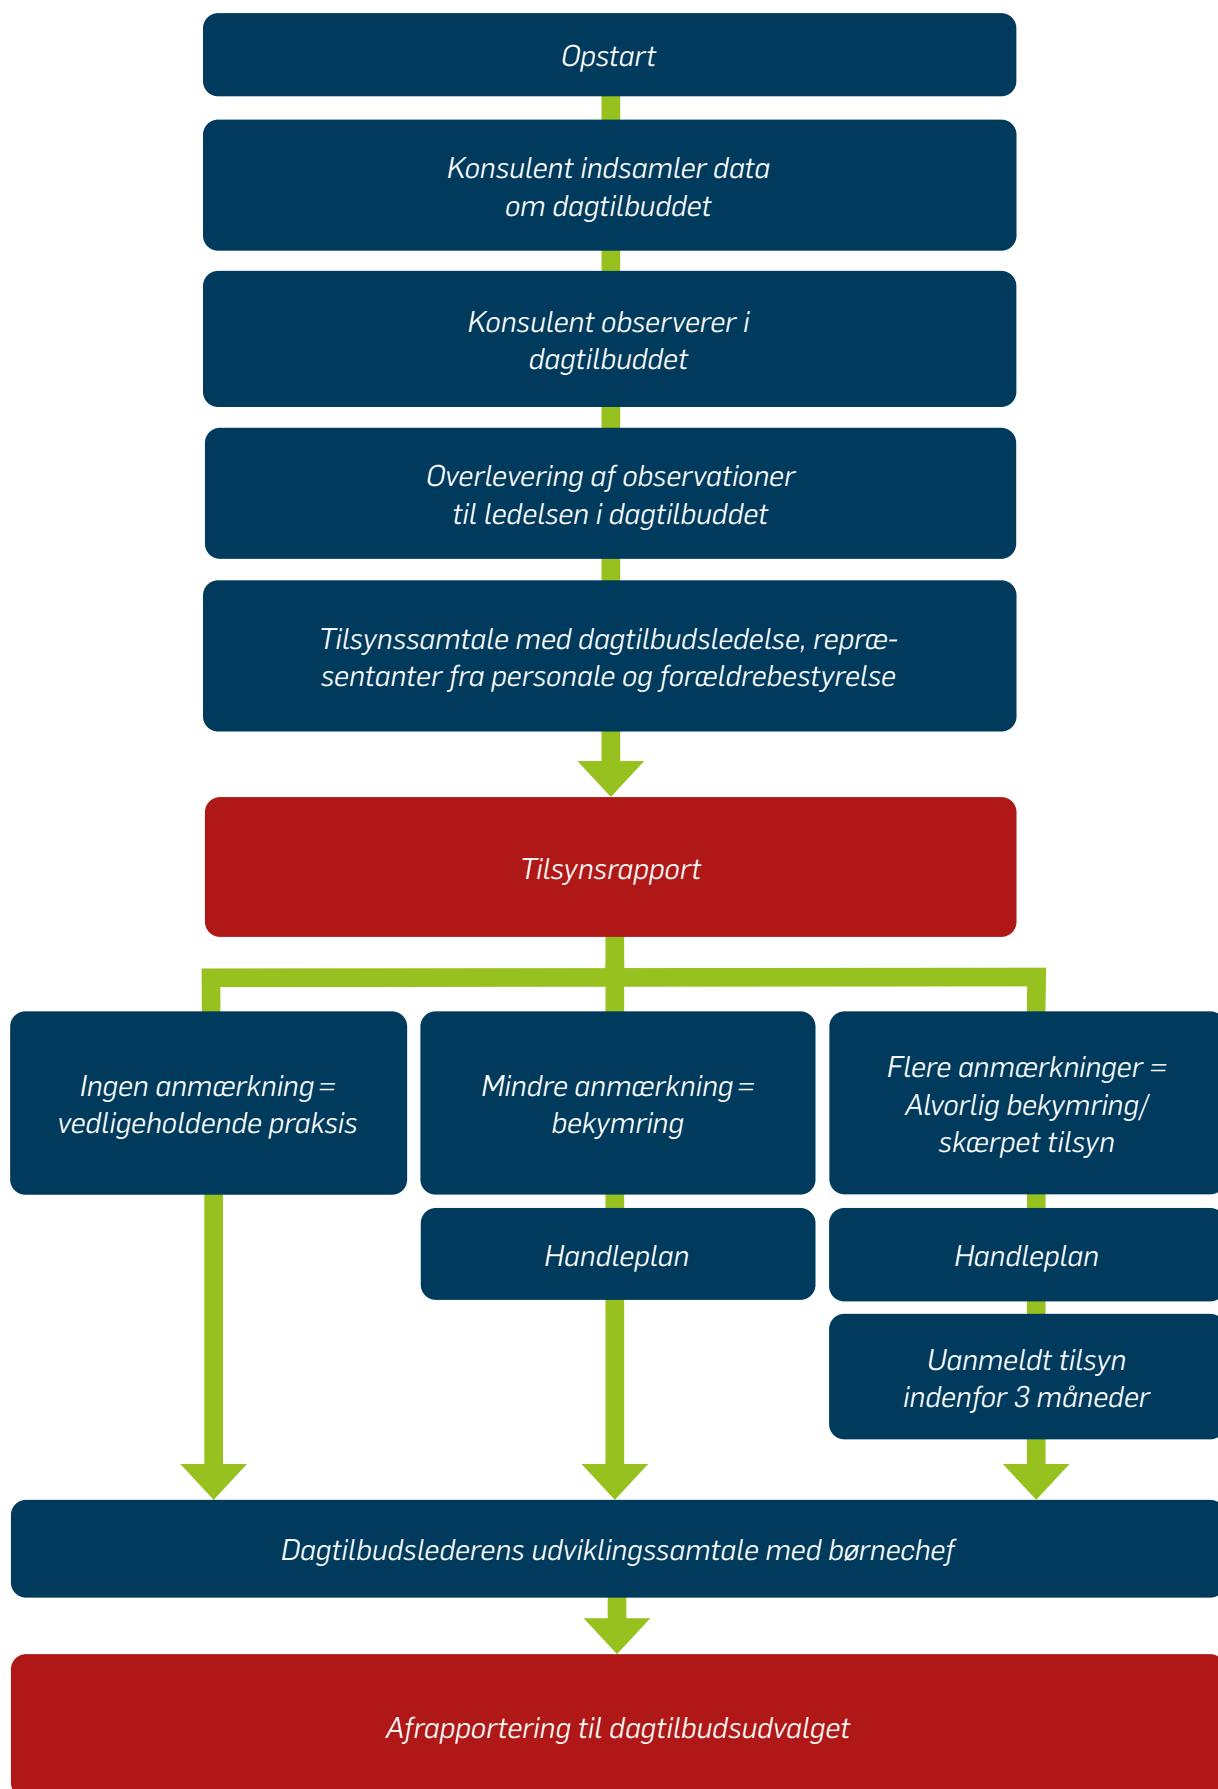 Opstart
Konsulent indsamler data
om dagtilbuddet
Konsulent observerer i
dagtilbuddet
Overlevering af observationer
til ledelsen i dagtilbuddet
Tilsynssamtale med dagtilbudsledelse, repræ-
sentanter fra personale og forældrebestyrelse
Tilsynsrapport
Ingen anmærkning =
vedligeholdende praksis
Mindre anmærkning =
bekymring
Flere anmærkninger =
Alvorlig bekymring/
skærpet tilsyn
Handleplan
Handleplan
Uanmeldt tilsyn
indenfor 3 måneder
Dagtilbudslederens udviklingssamtale med børnechef
Afrapportering til dagtilbudsudvalget